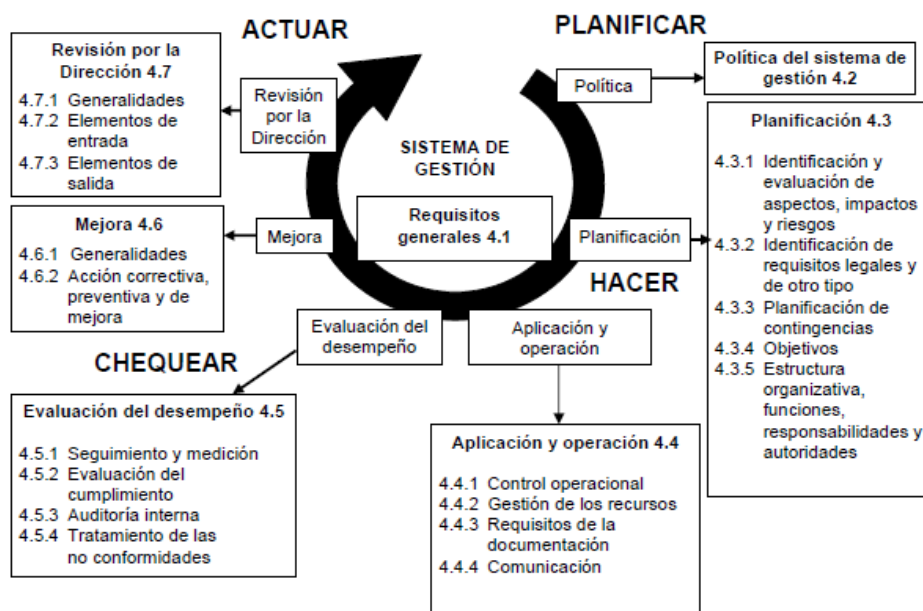 ACTUAR
PLANIFICAR
Revisión por la
Dirección 4.7
4.7.1 Generalidades
4.7.2 Elementos de
entrada
4.7.3 Elementos de
salida
Revisión
por la
Dirección
Política
Política del sistema de
gestión 4.2
SISTEMA DE
GESTIÓN
Requisitos
generales 4.1
Planificación 4.3
4.3.1 Identificación y
evaluación de
aspectos, impactos
y riesgos
4.3.2 Identificación de
requisitos legales y
de otro tipo
4.3.3 Planificación de
contingencias
4.3.4 Objetivos
4.3.5 Estructura
organizativa,
funciones,
responsabilidades y
autoridades
Mejora 4.6
4.6.1 Generalidades
4.6.2 Acción correctiva,
preventiva y de
mejora
Mejora
Planificación
HACER
Evaluación del
desempeño
Aplicación y
operación
CHEQUEAR
Evaluación del desempeño 4.5
4.5.1 Seguimiento y medición
4.5.2 Evaluación del
cumplimiento
4.5.3 Auditoría interna
4.5.4 Tratamiento de las
no conformidades
Aplicación y operación 4.4
4.4.1 Control operacional
4.4.2 Gestión de los recursos
4.4.3 Requisitos de la
documentación
4.4.4 Comunicación